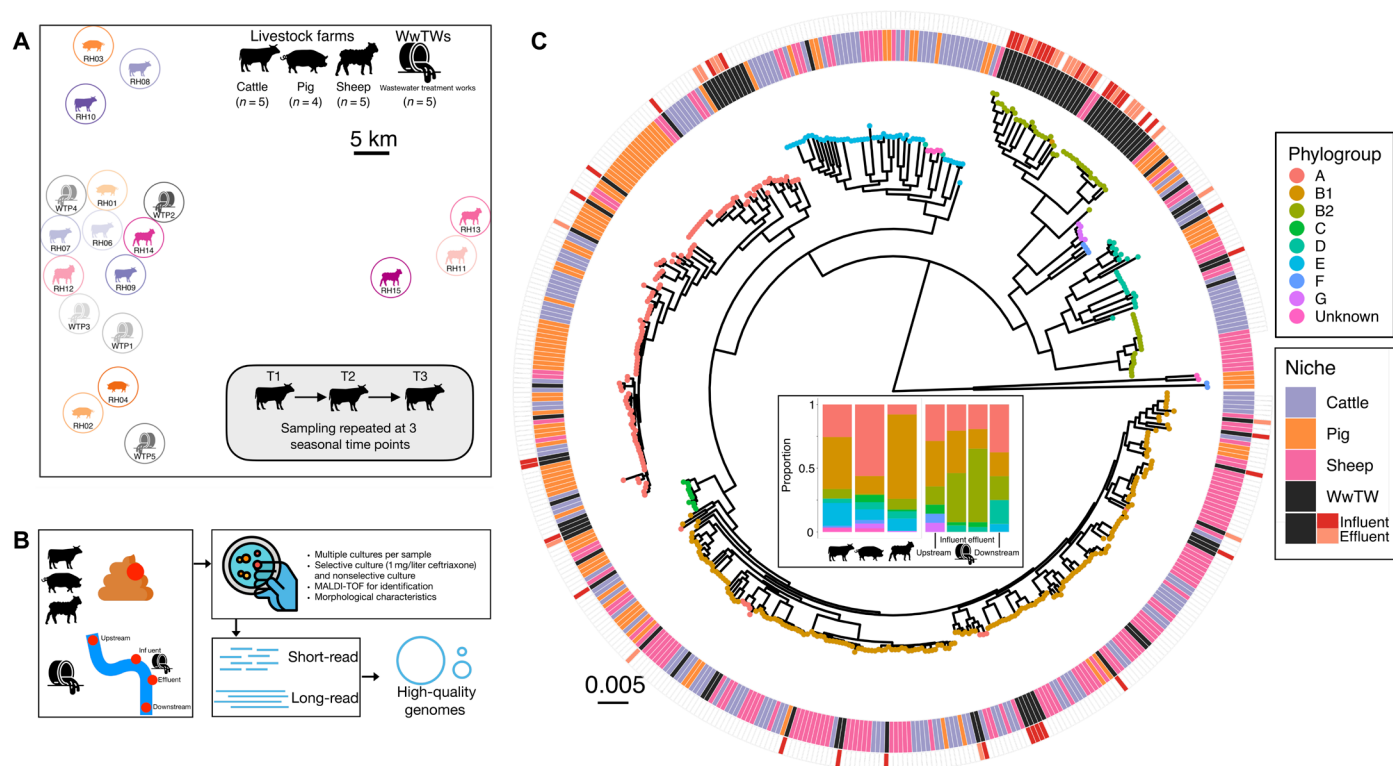 A
Livestock farms
WwTWs
Cattle
(n = 5)
Pig
(n = 4)
Sheep
(n = 5)
Wastewater treatment works
(n = 5)
5 km
RH03
RH08
RH10
WTP4
RH01
WTP2
RH07
RH06
RH14
RH13
RH11
RH12
RH09
RH15
WTP3
WTP1
RH04
RH02
WTP5
T1
T2
T3
Sampling repeated at 3
seasonal time points
B
Upstream
Inf uent
Effluent
Downstream
• Multiple cultures per sample
• Selective culture (1 mg/liter ceftriaxone)
and nonselective culture
• MALDI-TOF for identification
• Morphological characteristics
Short-read
Long-read
High-quality
genomes
C
0.005
Proportion
1
0.5
0
Upstream
Influent effluent
Downstream
Phylogroup
A
B1
B2
C
D
E
F
G
Unknown
Niche
Cattle
Pig
Sheep
WwTW
Influent
Effluent